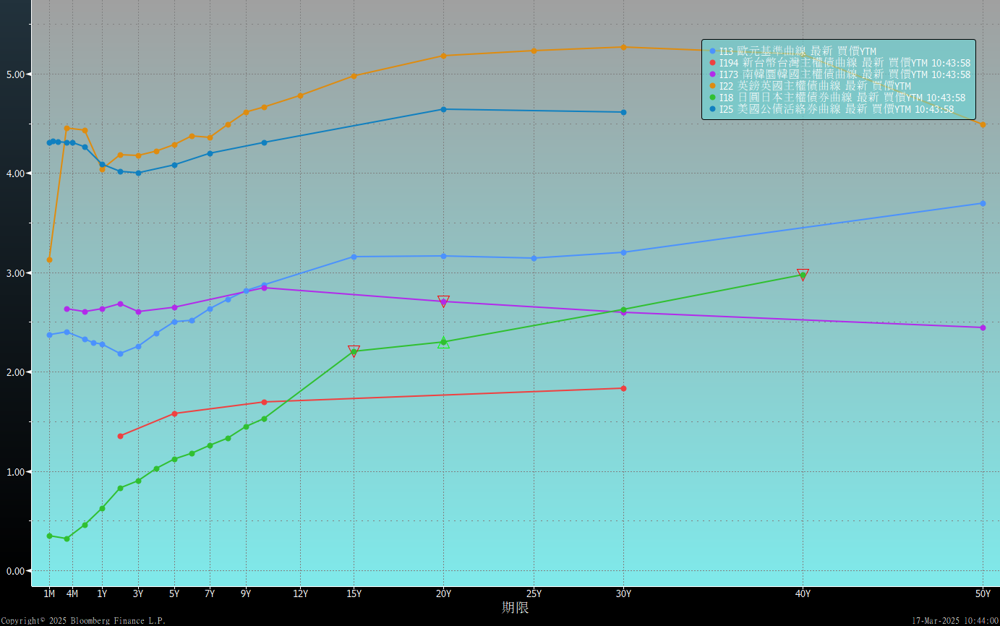 I13 歐元基準曲線 最新 買價YTM
I194 新台幣台灣主權債曲線 最新 買價YTM 10:43:58
I173 南韓圜韓國主權債曲線 最新 買價YTM 10:43:58
I22 英鎊英國主權債曲線 最新 買價YTM
I18 日圓日本主權債券曲線 最新 買價YTM 10:43:58
I25 美國公債活絡券曲線 最新 買價YTM 10:43:58
5.00
4.00
3.00
2.00
1.00
0.00
1M 4M 1Y 3Y 5Y 7Y 9Y 12Y 15Y 20Y 25Y 30Y 40Y 50Y
期限
Copyright© 2025 Bloomberg Finance L.P.
17-Mar-2025 10:44:00